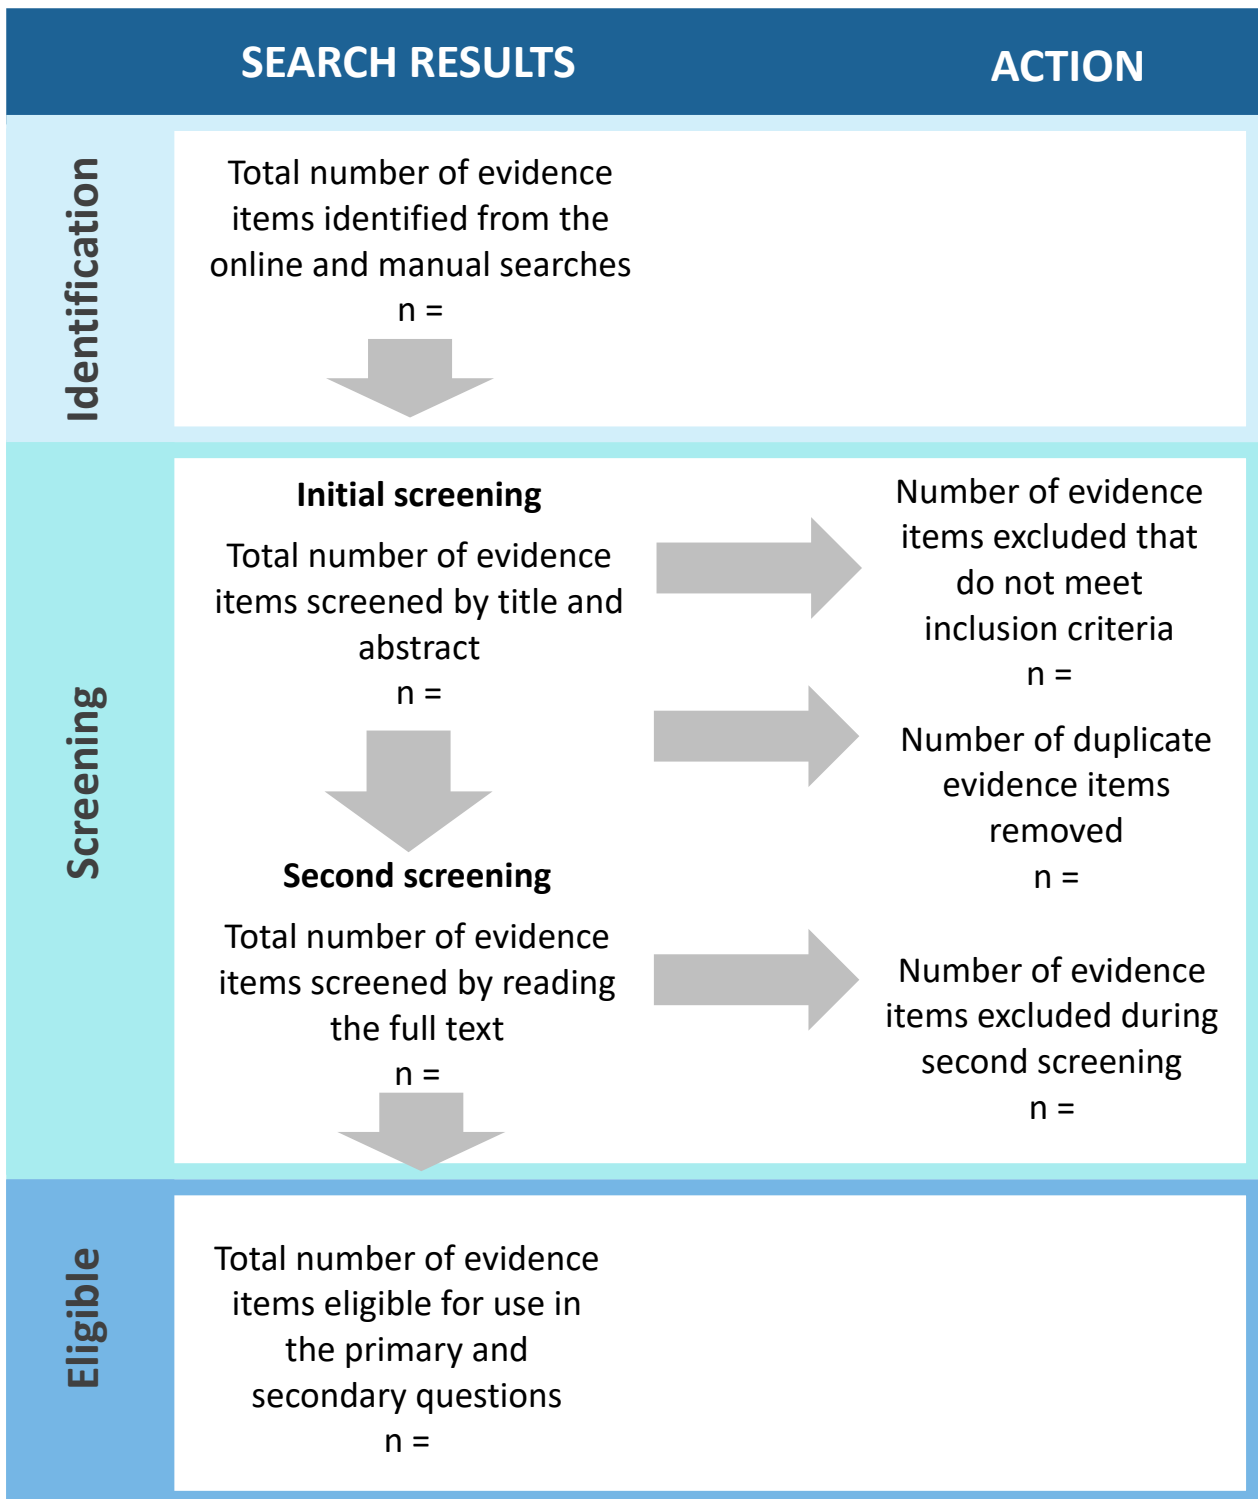 SEARCH RESULTS
ACTION
Identification
Total number of evidence
items identified from the
online and manual searches
n =
Screening
Initial screening
Total number of evidence
items screened by title and
abstract
n =
Number of evidence
items excluded that
do not meet
inclusion criteria
n =
Number of duplicate
evidence items
removed
n =
Second screening
Total number of evidence
items screened by reading
the full text
n =
Number of evidence
items excluded during
second screening
n =
Eligible
Total number of evidence
items eligible for use in
the primary and
secondary questions
n =